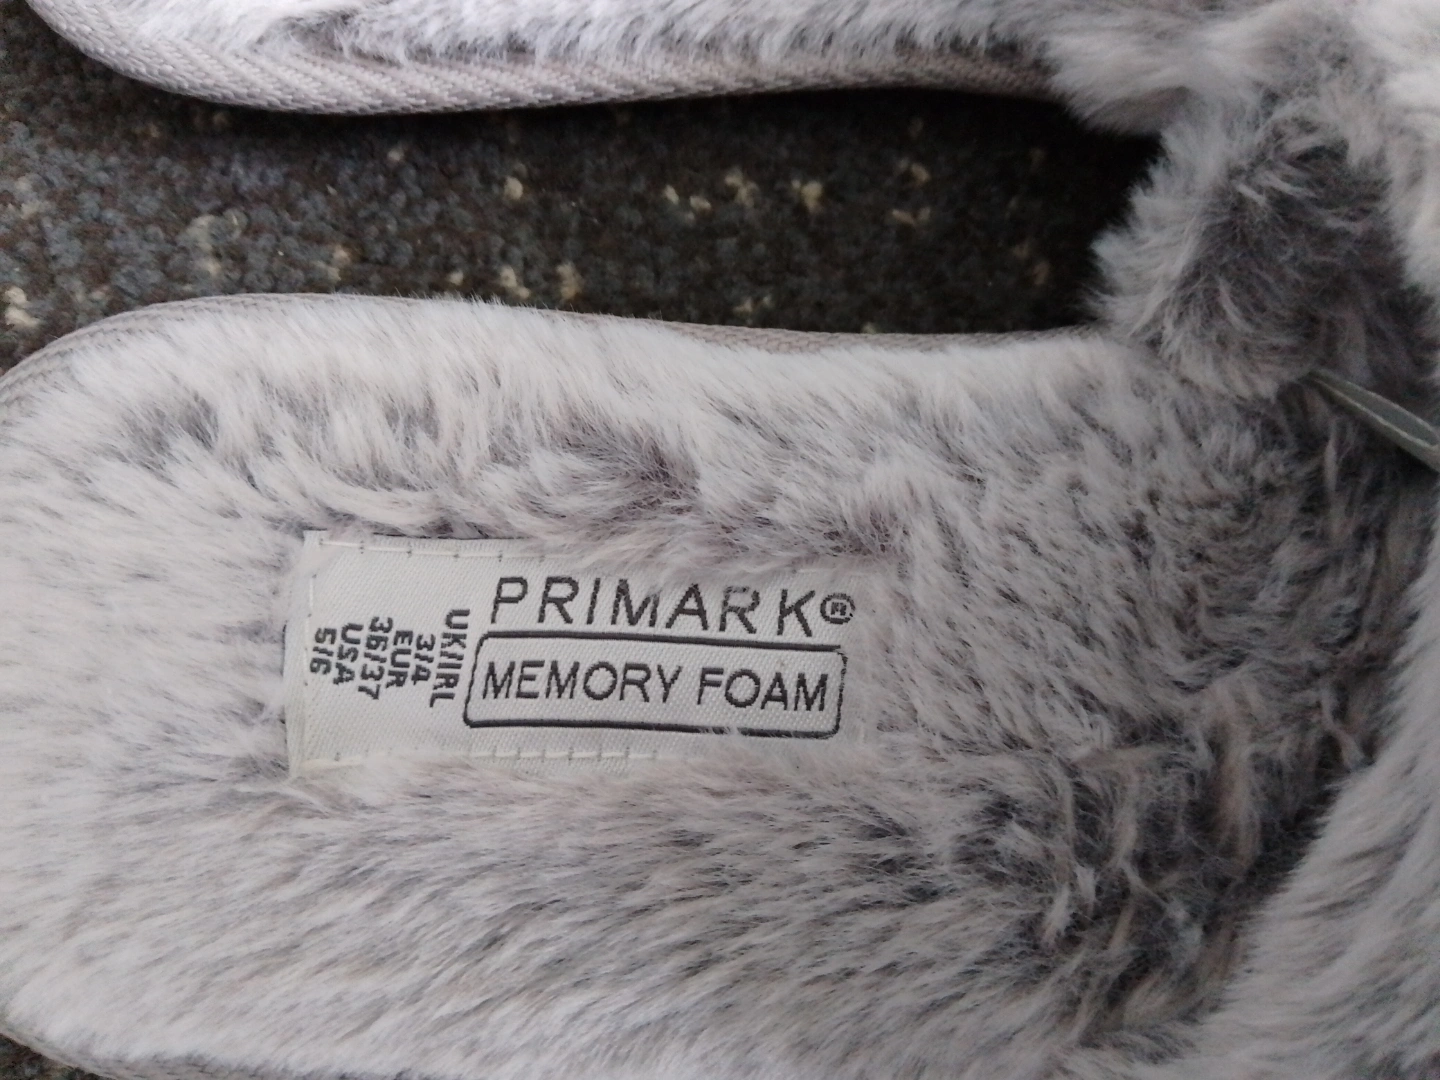 PRIMARK®
MEMORY FOAM
UK/IRL
3/4
EUR
36/37
USA
5/6